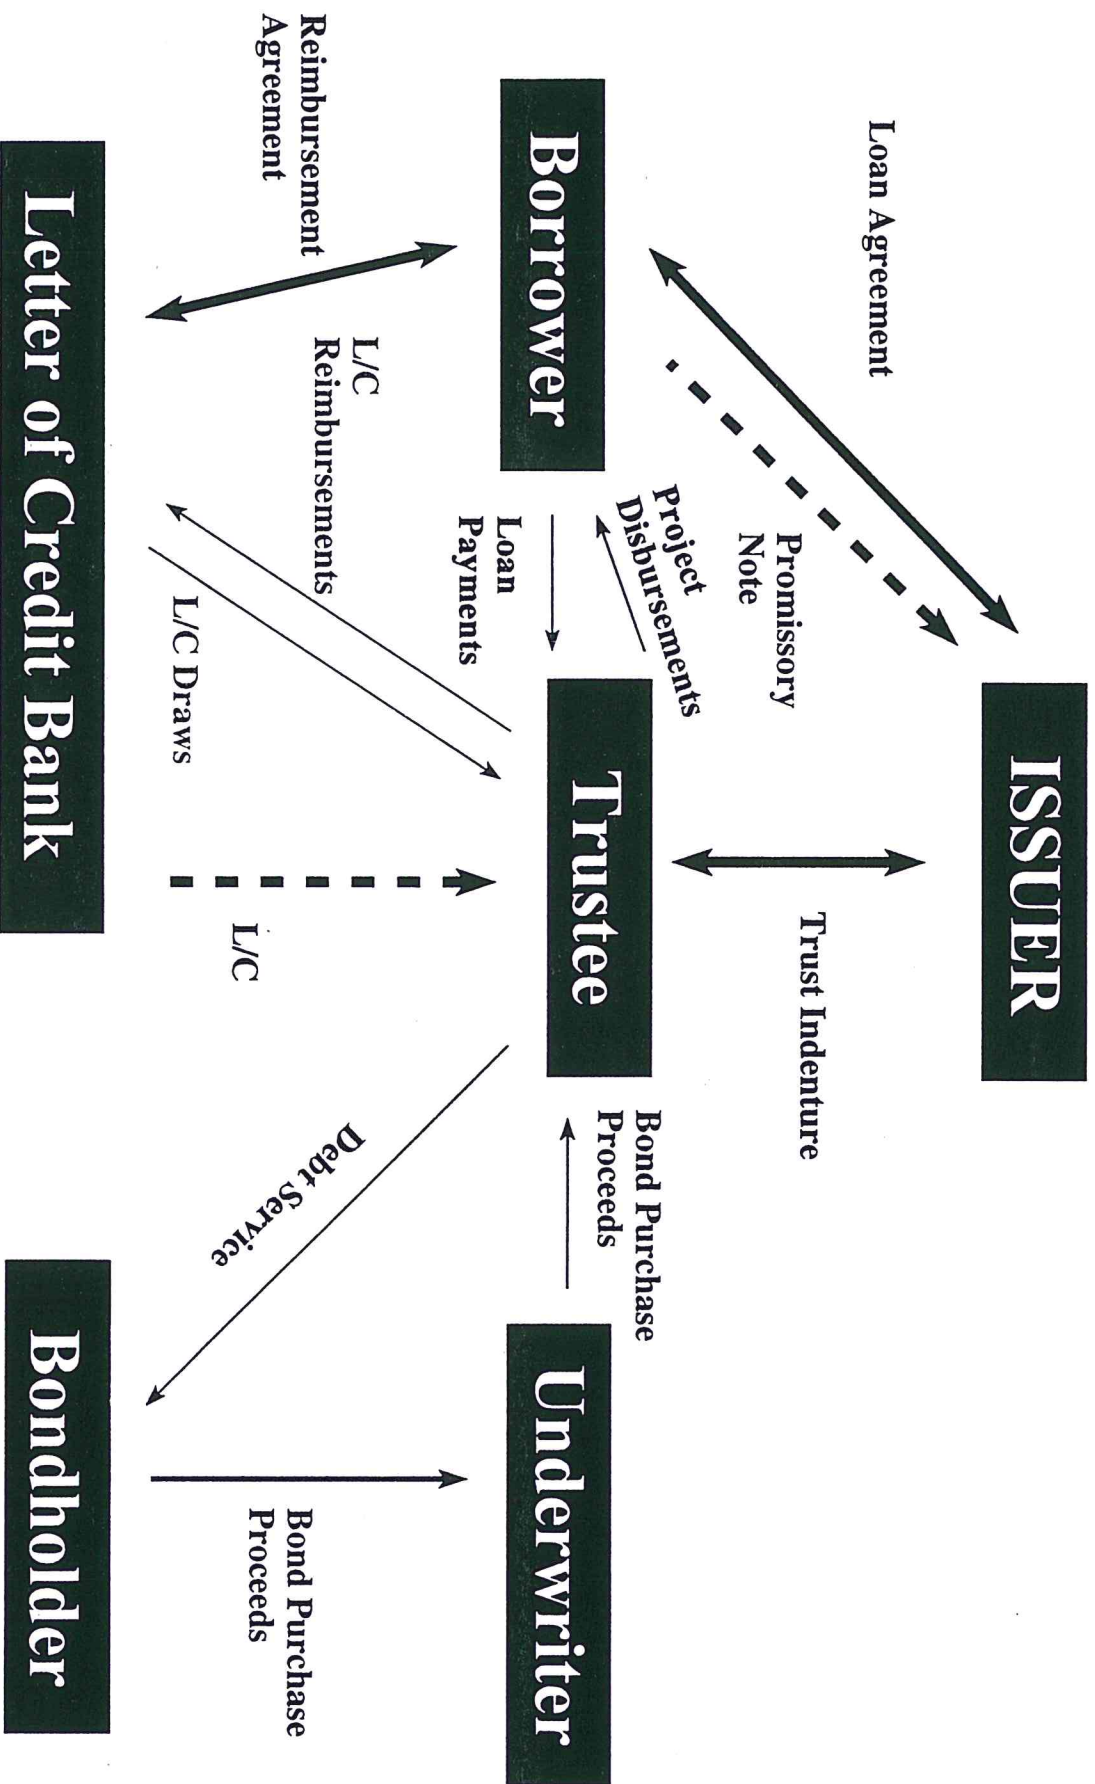 ISSUER
Loan Agreement
Trust Indenture
Promissory
Note
Project
Disbursements
Bond Purchase
Proceeds
Borrower
Trustee
Underwriter
Loan
Payments
Reimbursement
Agreement
L/C
Reimbursements
L/C Draws
L/C
Debt Service
Bond Purchase
Proceeds
Letter of Credit Bank
Bondholder